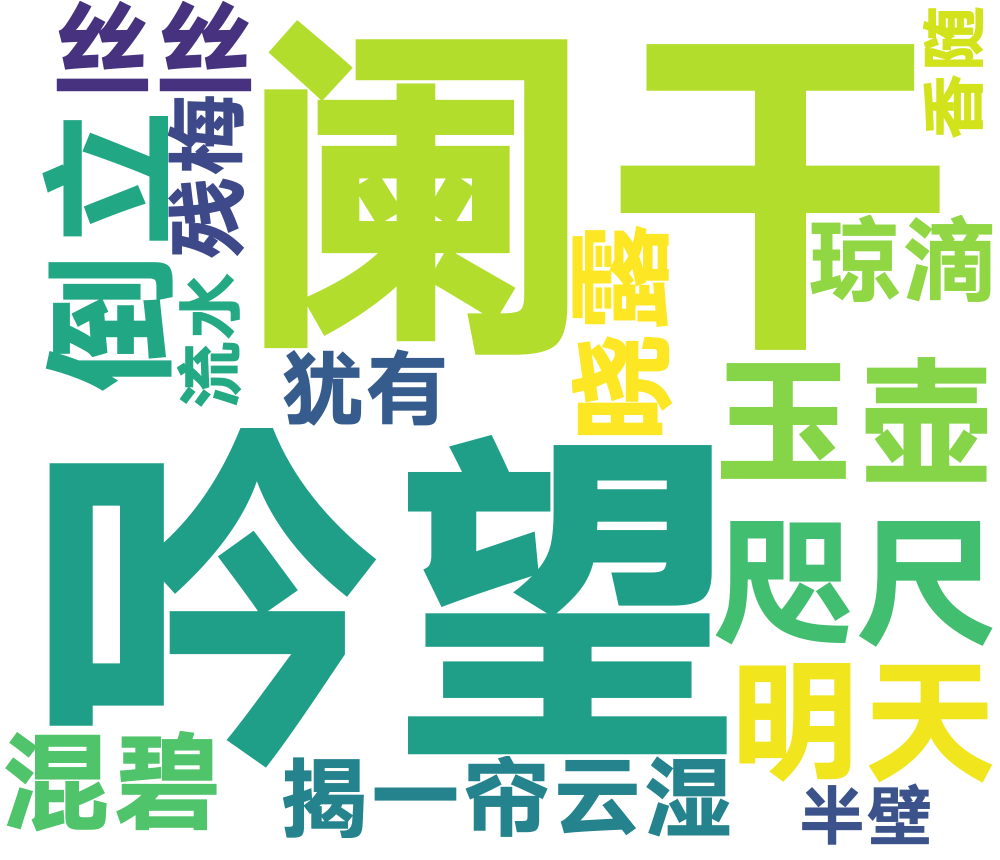 丝丝
阑干
香随
残梅
倒立
琼滴
晓露
流水
犹有
玉壶
吟望
咫尺
明天
混碧
揭一帘云湿
半壁